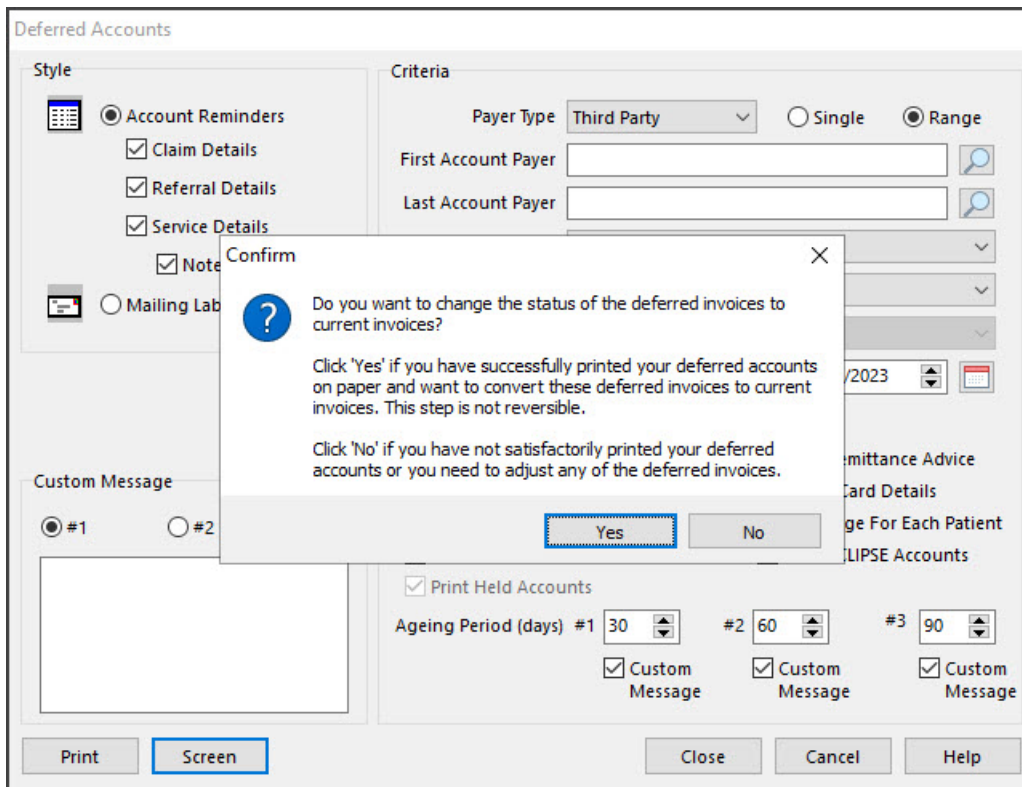 Deferred Accounts
Style
Account Reminders
Claim Details
Referral Details
Service Details
Note
Mailing Lab
Criteria
Payer Type Third Party Single Range
First Account Payer
Last Account Payer
/2023
Confirm
Do you want to change the status of the deferred invoices to
current invoices?
Click 'Yes' if you have successfully printed your deferred accounts
on paper and want to convert these deferred invoices to current
invoices. This step is not reversible.
Click 'No' if you have not satisfactorily printed your deferred
accounts or you need to adjust any of the deferred invoices.
Yes No
Custom Message
#1 #2
emittance Advice
Card Details
ge For Each Patient
CLIPSE Accounts
Print Held Accounts
Ageing Period (days) #1 30 #2 60 #3 90
Custom Custom Custom
Message Message Message
Print Screen Close Cancel Help